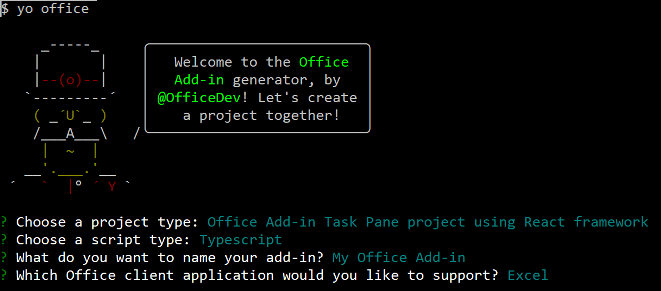 $ yo office
Welcome to the Office
Add-in generator, by
@OfficeDev! Let's create
a project together!
? Choose a project type: Office Add-in Task Pane project using React framework
? Choose a script type: Typescript
? What do you want to name your add-in? My Office Add-in
? Which Office client application would you like to support? Excel